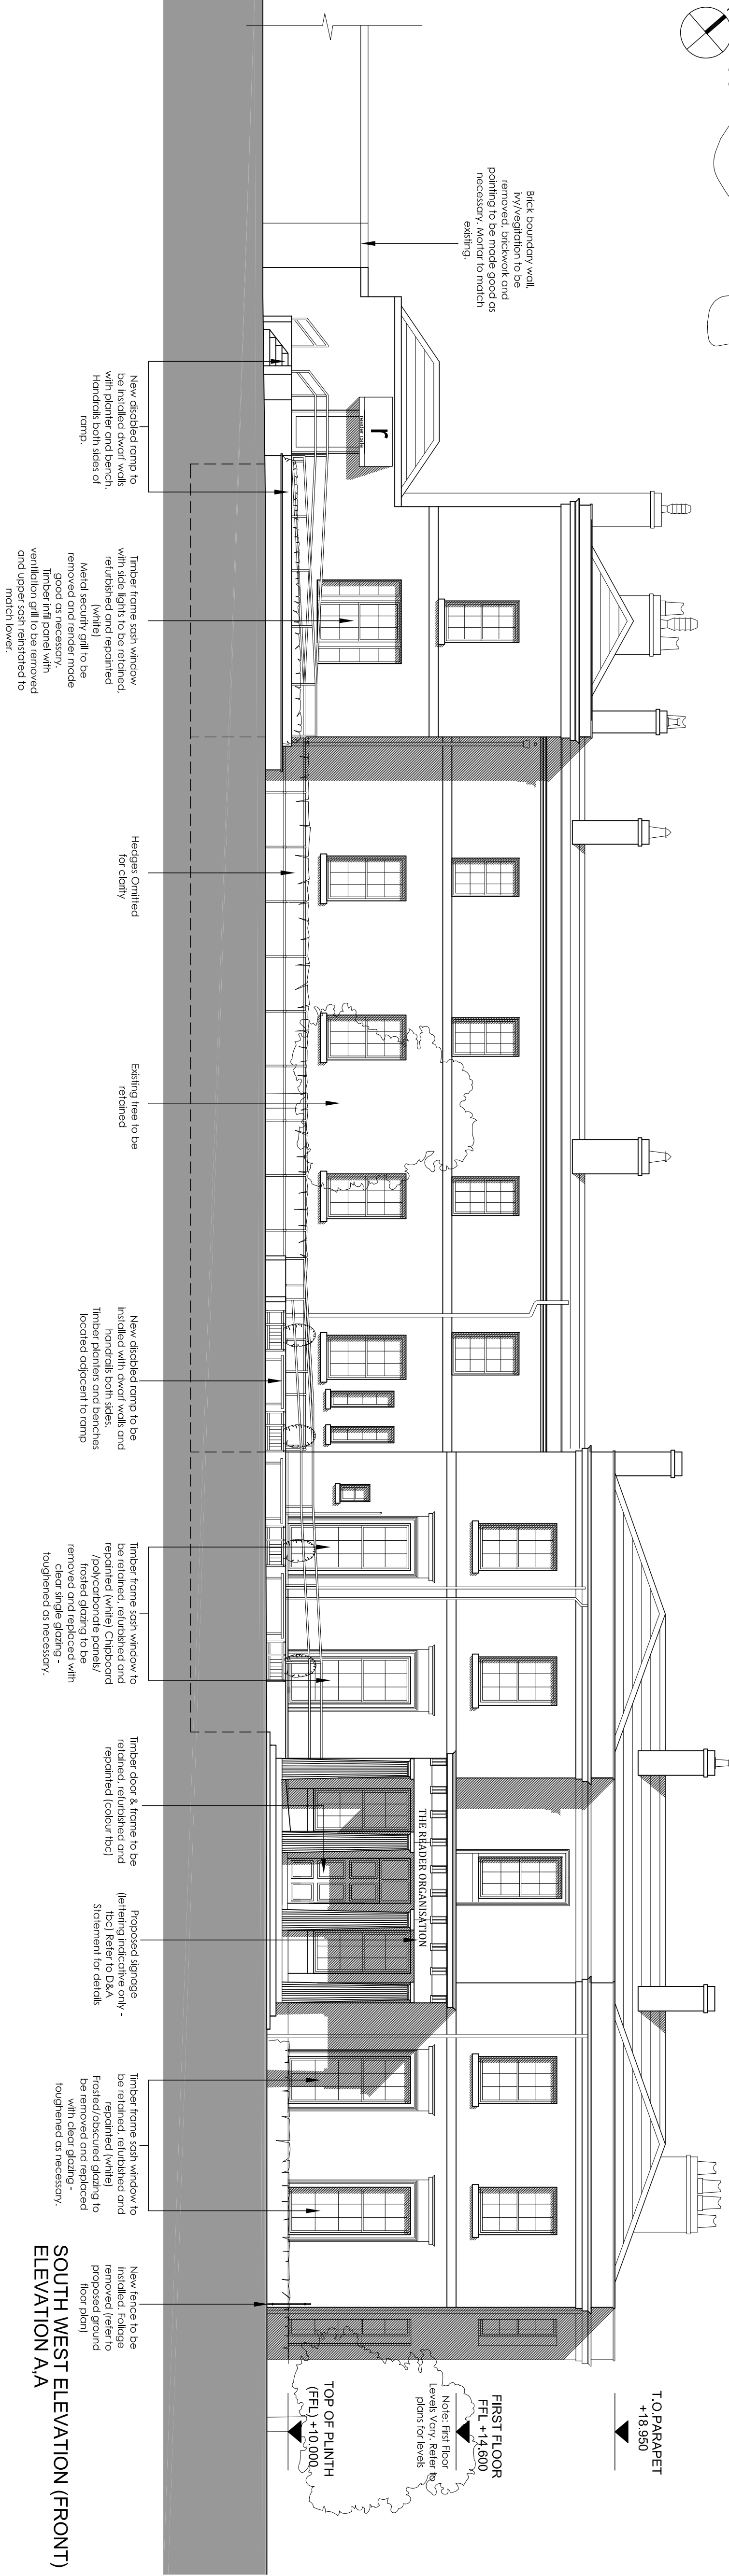 Brick boundary wall,
ivy/vegitation to be
removed, brickwork and
pointing to be made good as
necessary. Mortar to match
existing.
r
reader cafe
New disabled ramp to
be installed dwarf walls
with planter and bench.
Handrails both sides of
ramp.
Timber frame sash window
with side lights to be retained,
refurbished and repainted
(white)
Metal security grill to be
removed and render made
good as necessary.
Timber infil panel with
ventilation grill to be removed
and upper sash reinstated to
match lower.
Hedges Omitted
for clarity
Existing tree to be
retained
New disabled ramp to be
installed with dwarf walls and
handrails both sides.
Timber planters and benches
located adjacent to ramp
Timber frame sash window to
be retained, refurbished and
repainted (white) Chipboard
/polycarbonate panels/
frosted glazing to be
removed and replaced with
clear single glazing -
toughened as necessary.
Timber door & frame to be
retained, refurbished and
repainted (colour tbc)
THE READER ORGANISATION
Proposed signage
(lettering indicative only -
tbc) Refer to D&A
Statement for details
Timber frame sash window to
be retained, refurbished and
repainted (white)
Frosted/obscured glazing to
be removed and replaced
with clear glazing -
toughened as necessary.
New fence to be
installed. Foliage
removed (refer to
proposed ground
floor plan)
T.O.PARAPET
+18.950
FIRST FLOOR
FFL +14,600
Note: First Floor
Levels Vary. Refer to
plans for levels
TOP OF PLINTH
(FFL) +10,000
SOUTH WEST ELEVATION (FRONT)
ELEVATION A,A